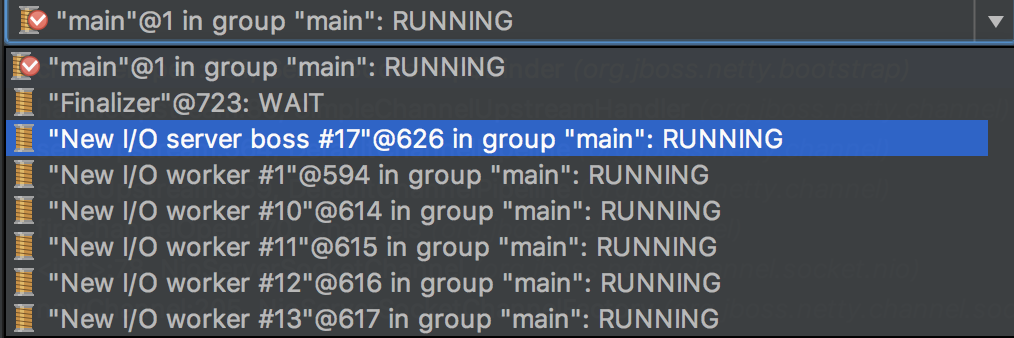 "main"@1 in group "main": RUNNING
"main"@1 in group "main": RUNNING
"Finalizer"@723: WAIT
"New I/O server boss #17"@626 in group "main": RUNNING
"New I/O worker #1"@594 in group "main": RUNNING
"New I/O worker #10"@614 in group "main": RUNNING
"New I/O worker #11"@615 in group "main": RUNNING
"New I/O worker #12"@616 in group "main": RUNNING
"New I/O worker #13"@617 in group "main": RUNNING